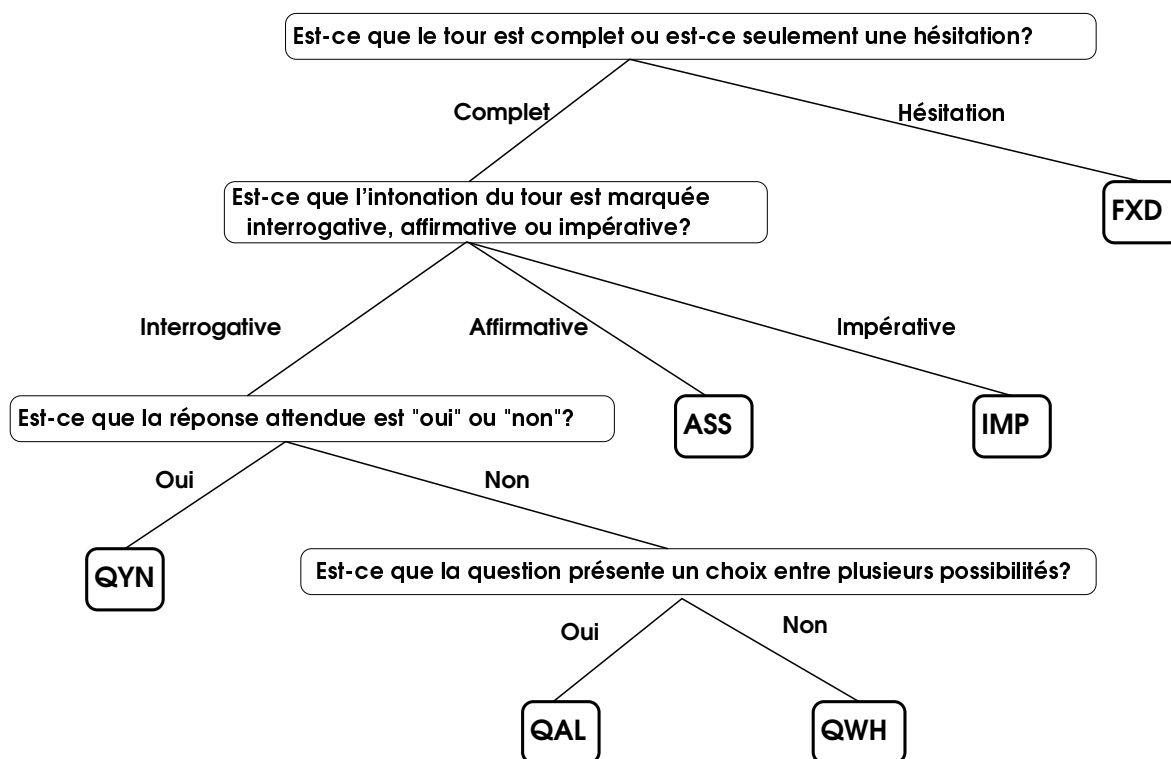 Est-ce que le tour est complet ou est-ce seulement une hésitation?
Complet
Hésitation
Est-ce que l'intonation du tour est marquée
interrogative, affirmative ou impérative?
FXD
Interrogative
Affirmative
Impérative
Est-ce que la réponse attendue est "oui" ou "non"?
ASS
IMP
Oui
Non
QYN
Est-ce que la question présente un choix entre plusieurs possibilités?
Oui
Non
QAL
QWH